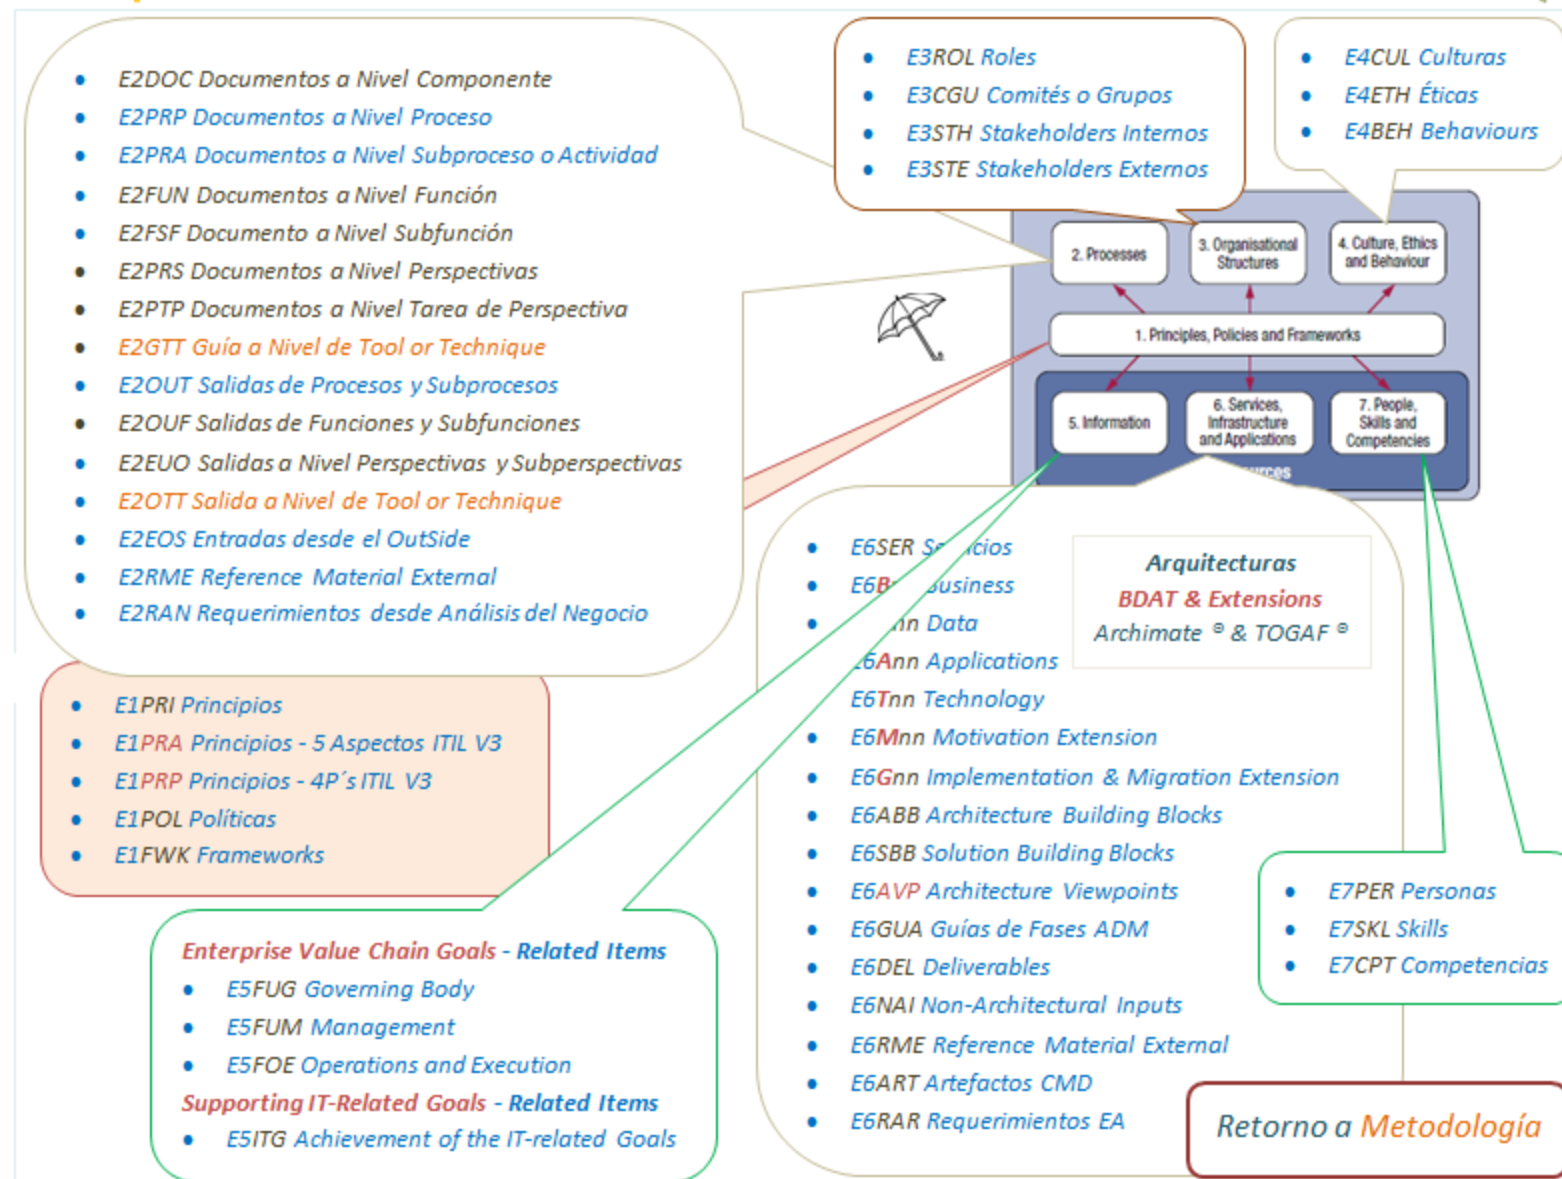 E2DOC Documentos a Nivel Componente
E2PRP Documentos a Nivel Proceso
E2PRA Documentos a Nivel Subproceso o Actividad
E2FUN Documentos a Nivel Función
E2FSF Documento a Nivel Subfunción
E2PRS Documentos a Nivel Perspectivas
E2PTP Documentos a Nivel Tarea de Perspectiva
E2GTT Guía a Nivel de Tool or Technique
E2OUT Salidas de Procesos y Subprocesos
E2OUF Salidas de Funciones y Subfunciones
E2EUO Salidas a Nivel Perspectivas y Subperspectivas
E2OTT Salida a Nivel de Tool or Technique
E2EOS Entradas desde el OutSide
E2RME Reference Material External
E2RAN Requerimientos desde Análisis del Negocio
E3ROL Roles
E3CGU Comités o Grupos
E3STH Stakeholders Internos
E3STE Stakeholders Externos
E4CUL Culturas
E4ETH Éticas
E4BEH Behaviours
2. Processes
3. Organisational
Structures
4. Culture, Ethics
and Behaviour
1. Principles, Policies and Frameworks
5. Information
6. Services,
Infrastructure
and Applications
7. People,
Skills and
Competencies
E1PRI Principios
E1PRA Principios - 5 Aspectos ITIL V3
E1PRP Principios - 4P´s ITIL V3
E1POL Políticas
E1FWK Frameworks
Enterprise Value Chain Goals - Related Items
E5FUG Governing Body
E5FUM Management
E5FOE Operations and Execution
Supporting IT-Related Goals - Related Items
E5ITG Achievement of the IT-related Goals
E6SER
Business
Data
E6Ann Applications
E6Tnn Technology
E6Mnn Motivation Extension
E6Gnn Implementation & Migration Extension
E6ABB Architecture Building Blocks
E6SBB Solution Building Blocks
E6AVP Architecture Viewpoints
E6GUA Guías de Fases ADM
E6DEL Deliverables
E6NAI Non-Architectural Inputs
E6RME Reference Material External
E6ART Artefactos CMD
E6RAR Requerimientos EA
Arquitecturas
BDAT & Extensions
Archimate ® & TOGAF ®
E7PER Personas
E7SKL Skills
E7CPT Competencias
Retorno a Metodología